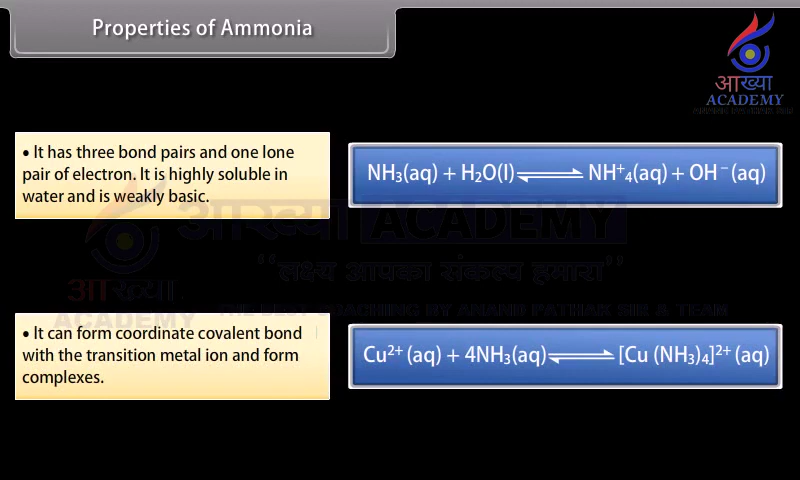 Properties of Ammonia
आख्या
ACADEMY
• It has three bond pairs and one lone
pair of electron. It is highly soluble in
water and is weakly basic.
NH₃(aq) + H₂O(l) ⇌ NH⁺₄(aq) + OH⁻(aq)
आख्या ACADEMY
“लक्ष्य आपका संकल्प हमारा”
आख्या
ACADEMY
THE BEST COACHING BY ANAND PATHAK SIR & TEAM
• It can form coordinate covalent bond
with the transition metal ion and form
complexes.
Cu²⁺ (aq) + 4NH₃(aq) ⇌ [Cu (NH₃)₄]²⁺ (aq)